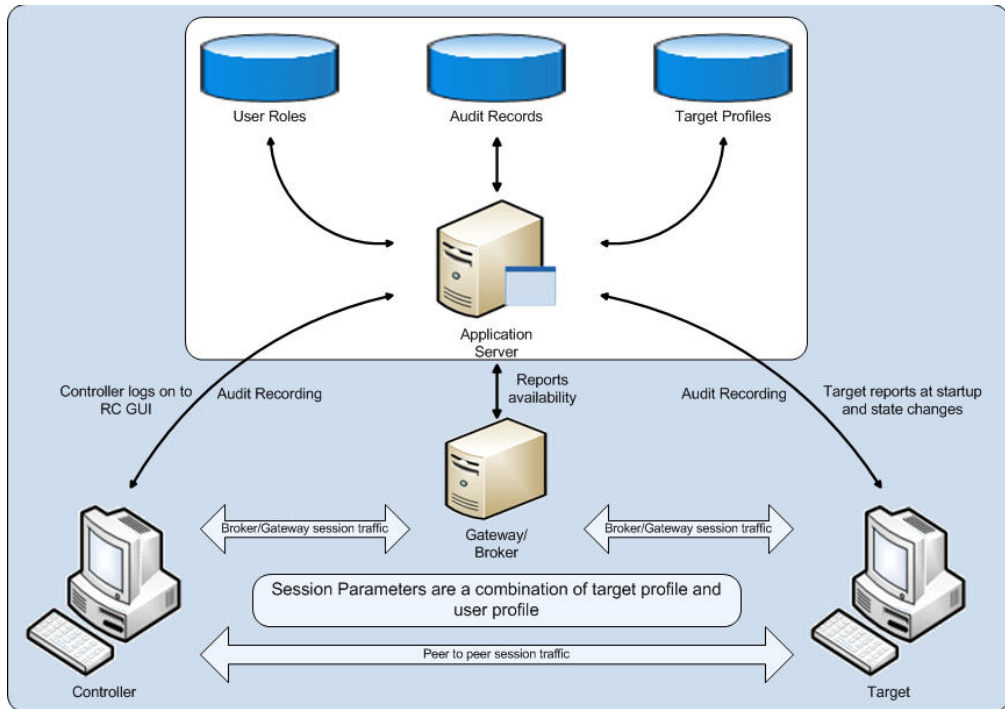 User Roles
Audit Records
Target Profiles
Application
Server
Controller logs on to
RC GUI
Audit Recording
Reports
availability
Audit Recording
Target reports at startup
and state changes
Broker/Gateway session traffic
Gateway/
Broker
Broker/Gateway session traffic
Session Parameters are a combination of target profile and
user profile
Peer to peer session traffic
Controller
Target